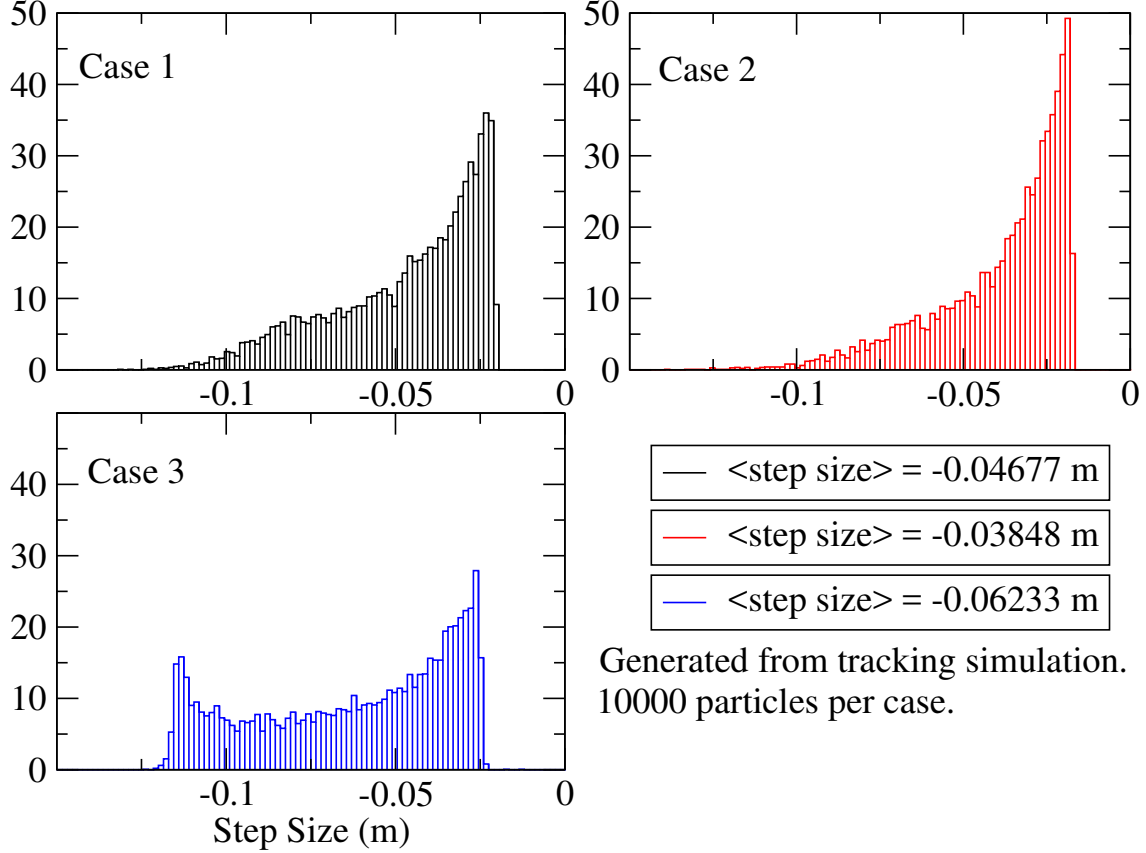 50
40
30
20
10
0
Case 1
-0.1
-0.05
0
50
40
30
20
10
0
Case 2
-0.1
-0.05
0
40
30
20
10
0
Case 3
-0.1
-0.05
0
Step Size (m)
<step size> = -0.04677 m
<step size> = -0.03848 m
<step size> = -0.06233 m
Generated from tracking simulation.
10000 particles per case.